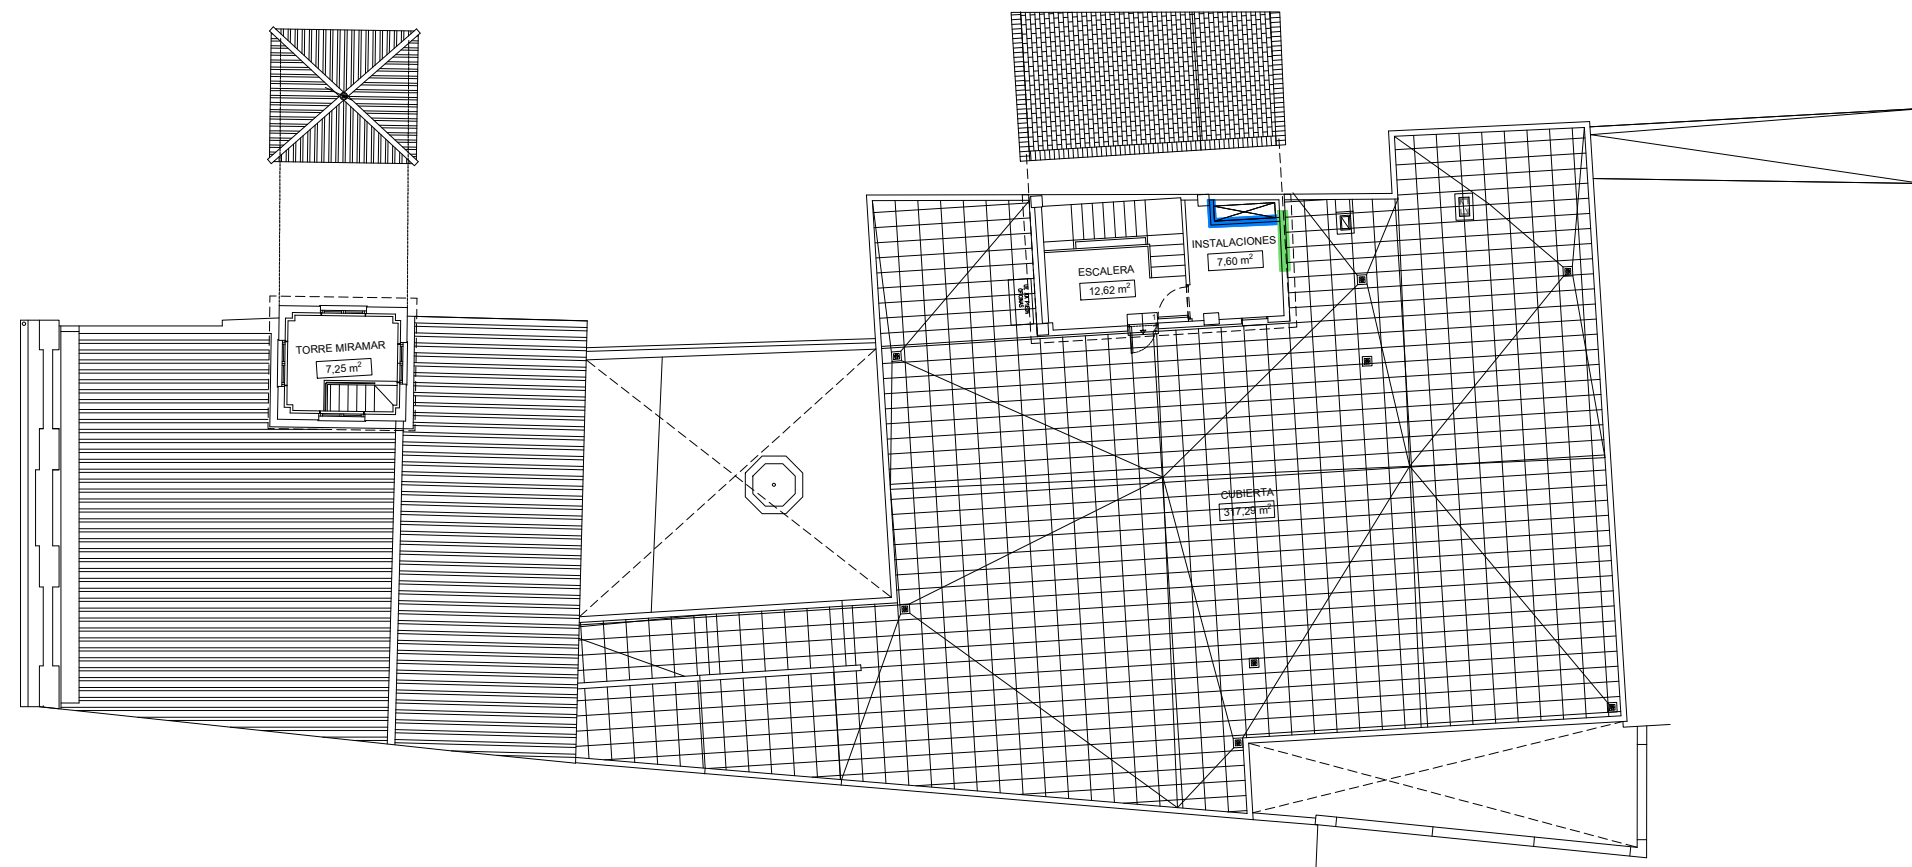 INSTALACIONES
7,60 m²
ESCALERA
12,62 m²
TORRE MIRAMAR
7,25 m²
CUBIERTA
317,29 m²